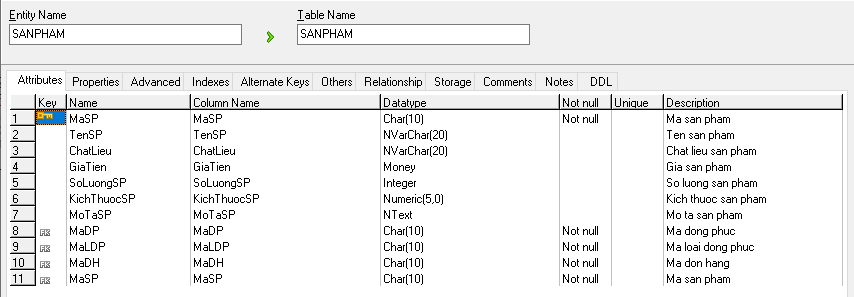 Entity Name Table Name
SANPHAM SANPHAM
Attributes Properties Advanced Indexes Alternate Keys Others Relationship Storage Comments Notes DDL
Key Name Column Name Datatype Not null Unique Description
1 MaSP MaSP Char(10) Not null Ma san pham
2 TenSP TenSP NVarChar(20) Ten san pham
3 ChatLieu ChatLieu NVarChar(20) Chat lieu san pham
4 GiaTien GiaTien Money Gia san pham
5 SoLuongSP SoLuongSP Integer So luong san pham
6 KichThuocSP KichThuocSP Numeric(5,0) Kich thuoc san pham
7 MoTaSP MoTaSP NText Mo ta san pham
8 FK MaDP MaDP Char(10) Not null Ma dong phuc
9 FK MaLDP MaLDP Char(10) Not null Ma loai dong phuc
10 FK MaDH MaDH Char(10) Not null Ma don hang
11 FK MaSP MaSP Char(10) Not null Ma san pham